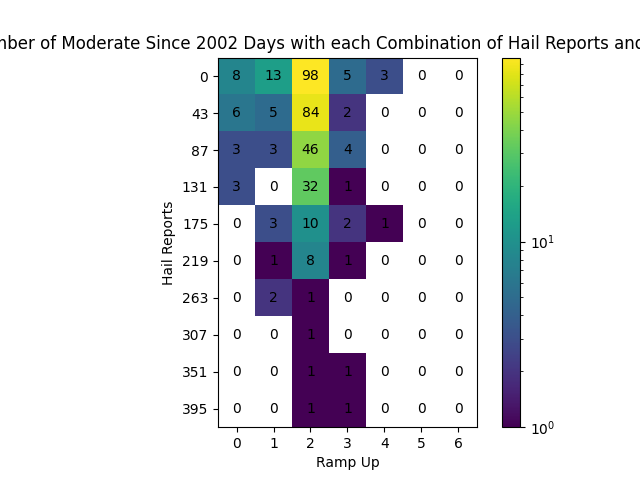 mber of Moderate Since 2002 Days with each Combination of Hail Reports and
0 8 13 98 5 3 0 0
43 6 5 84 2 0 0 0
87 3 3 46 4 0 0 0
131 3 0 32 1 0 0 0
175 0 3 10 2 1 0 0
219 0 1 8 1 0 0 0
263 0 2 1 0 0 0 0
307 0 0 1 0 0 0 0
351 0 0 1 1 0 0 0
395 0 0 1 1 0 0 0
0 1 2 3 4 5 6
Ramp Up
Hail Reports
10¹
10⁰